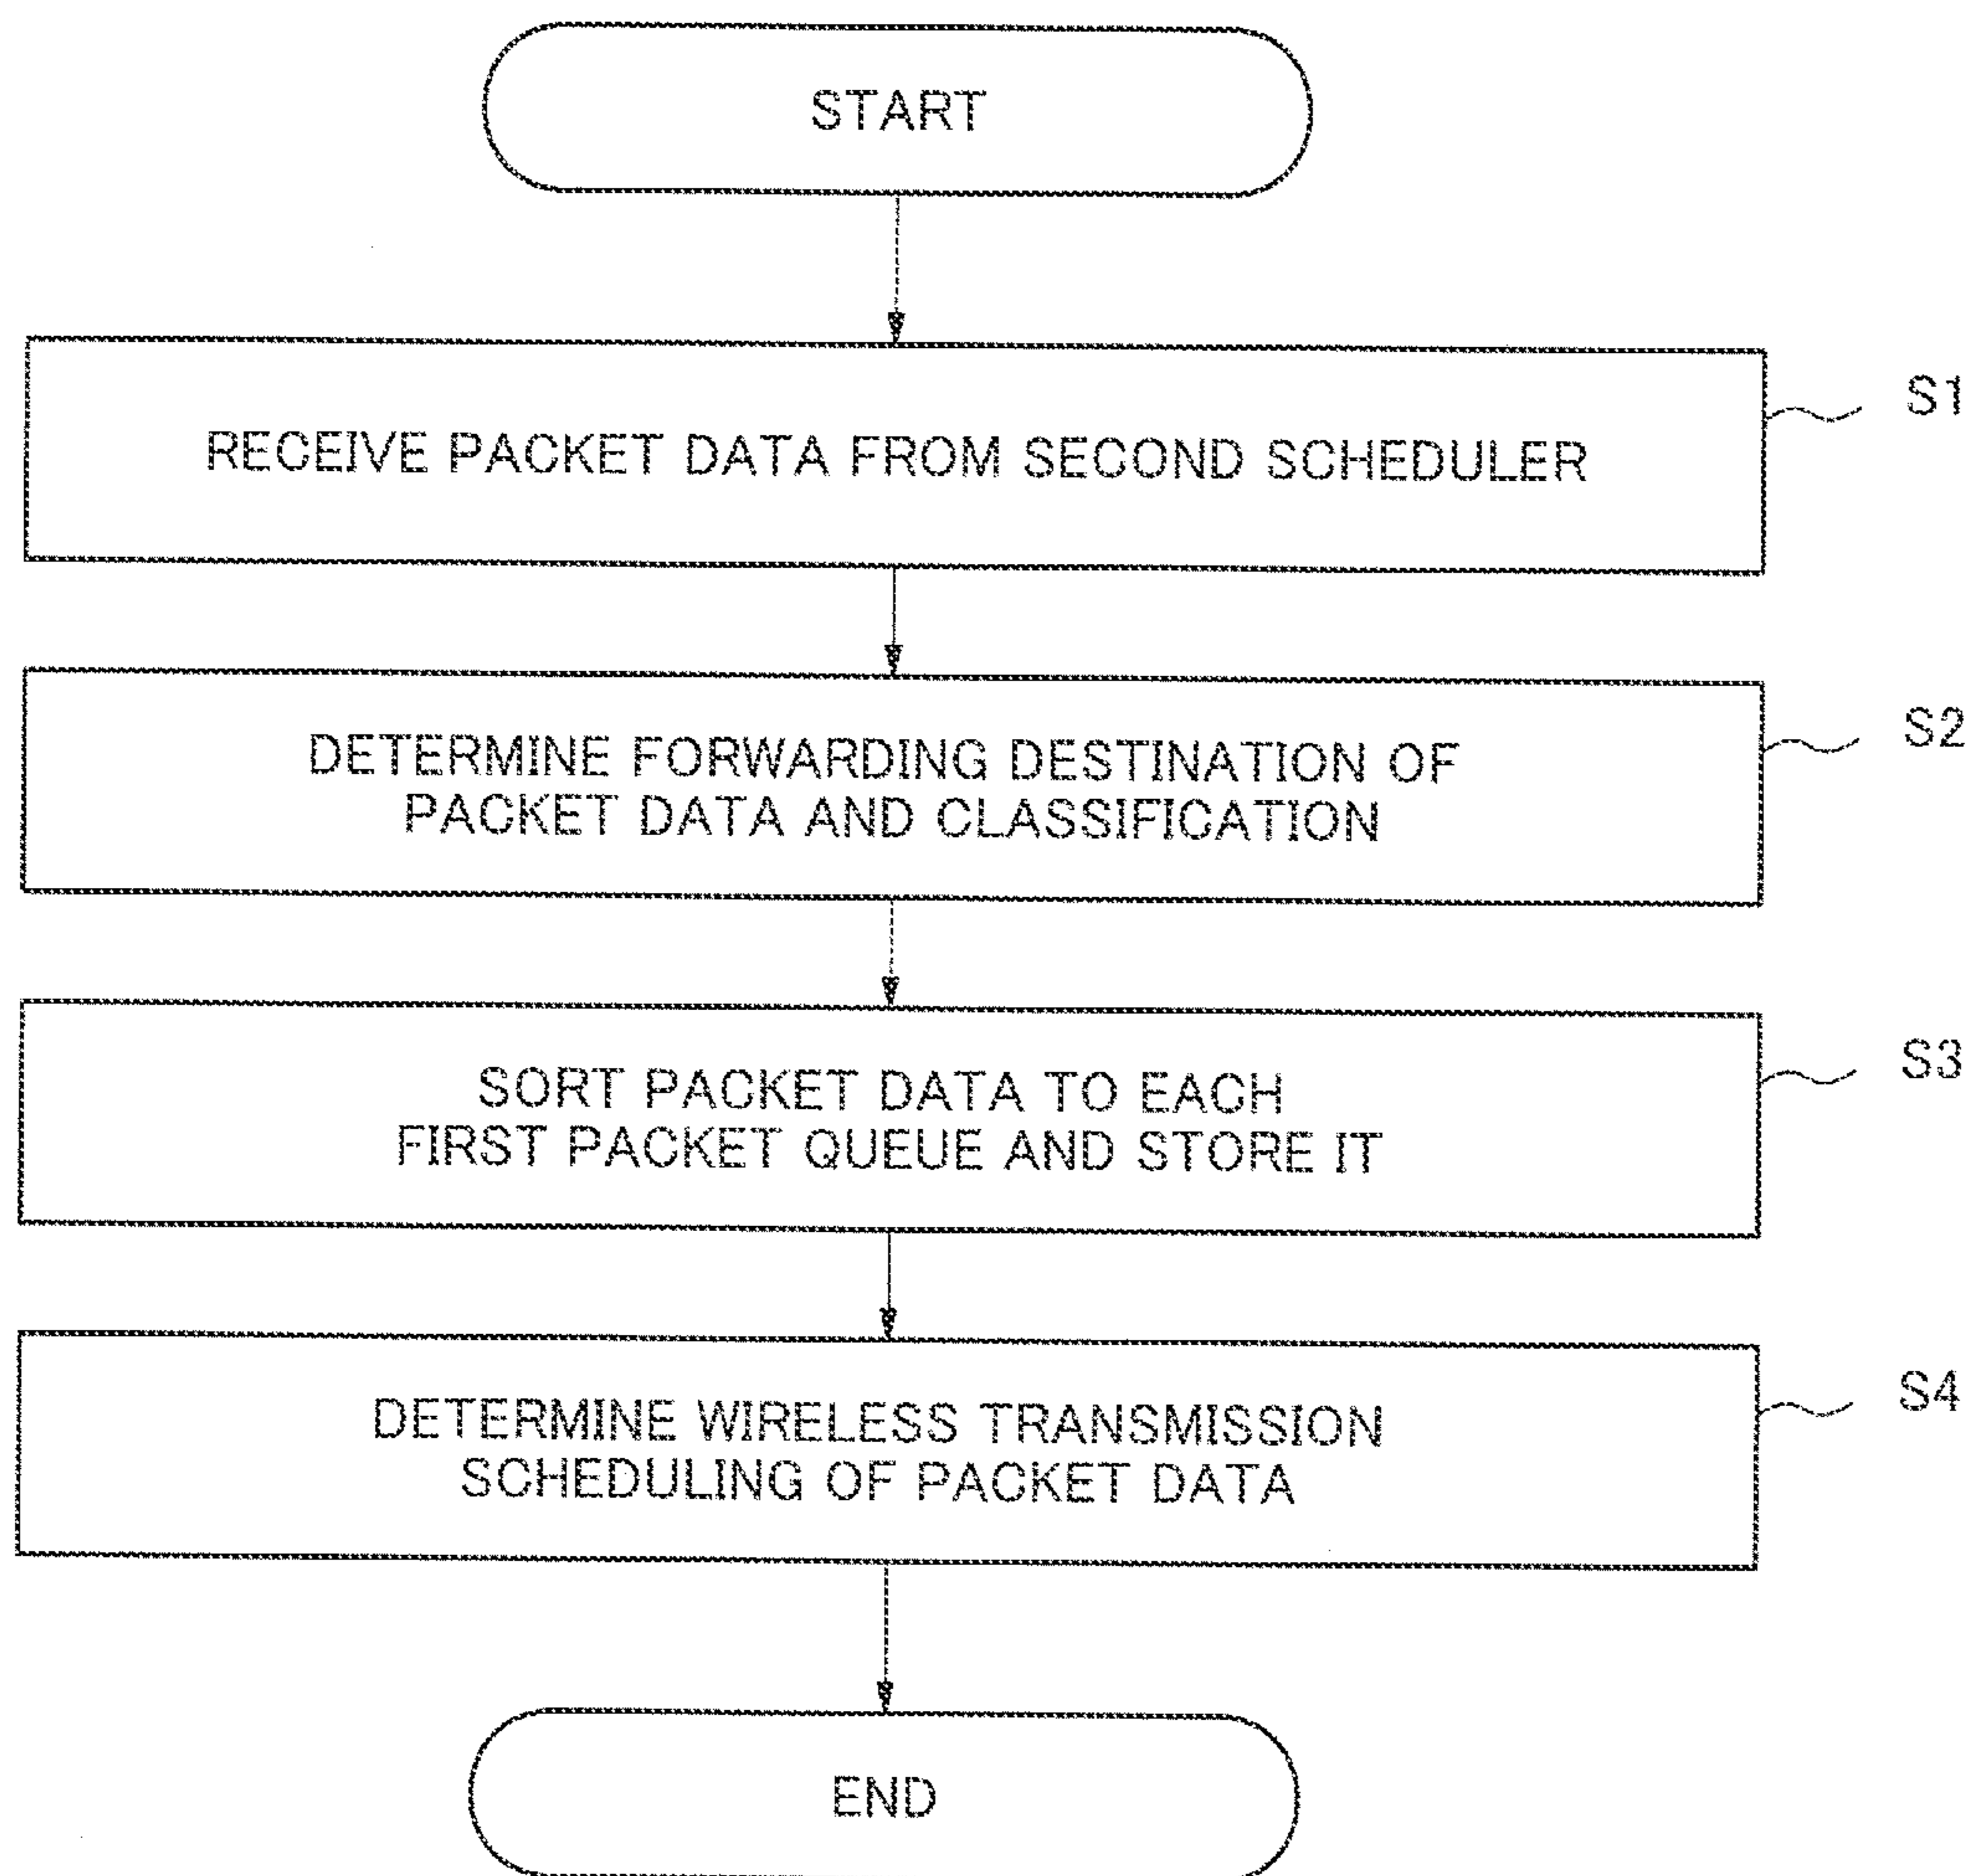 START
RECEIVE PACKET DATA FROM SECOND SCHEDULER
S1
DETERMINE FORWARDING DESTINATION OF
PACKET DATA AND CLASSIFICATION
S2
SORT PACKET DATA TO EACH
FIRST PACKET QUEUE AND STORE IT
S3
DETERMINE WIRELESS TRANSMISSION
SCHEDULING OF PACKET DATA
S4
END